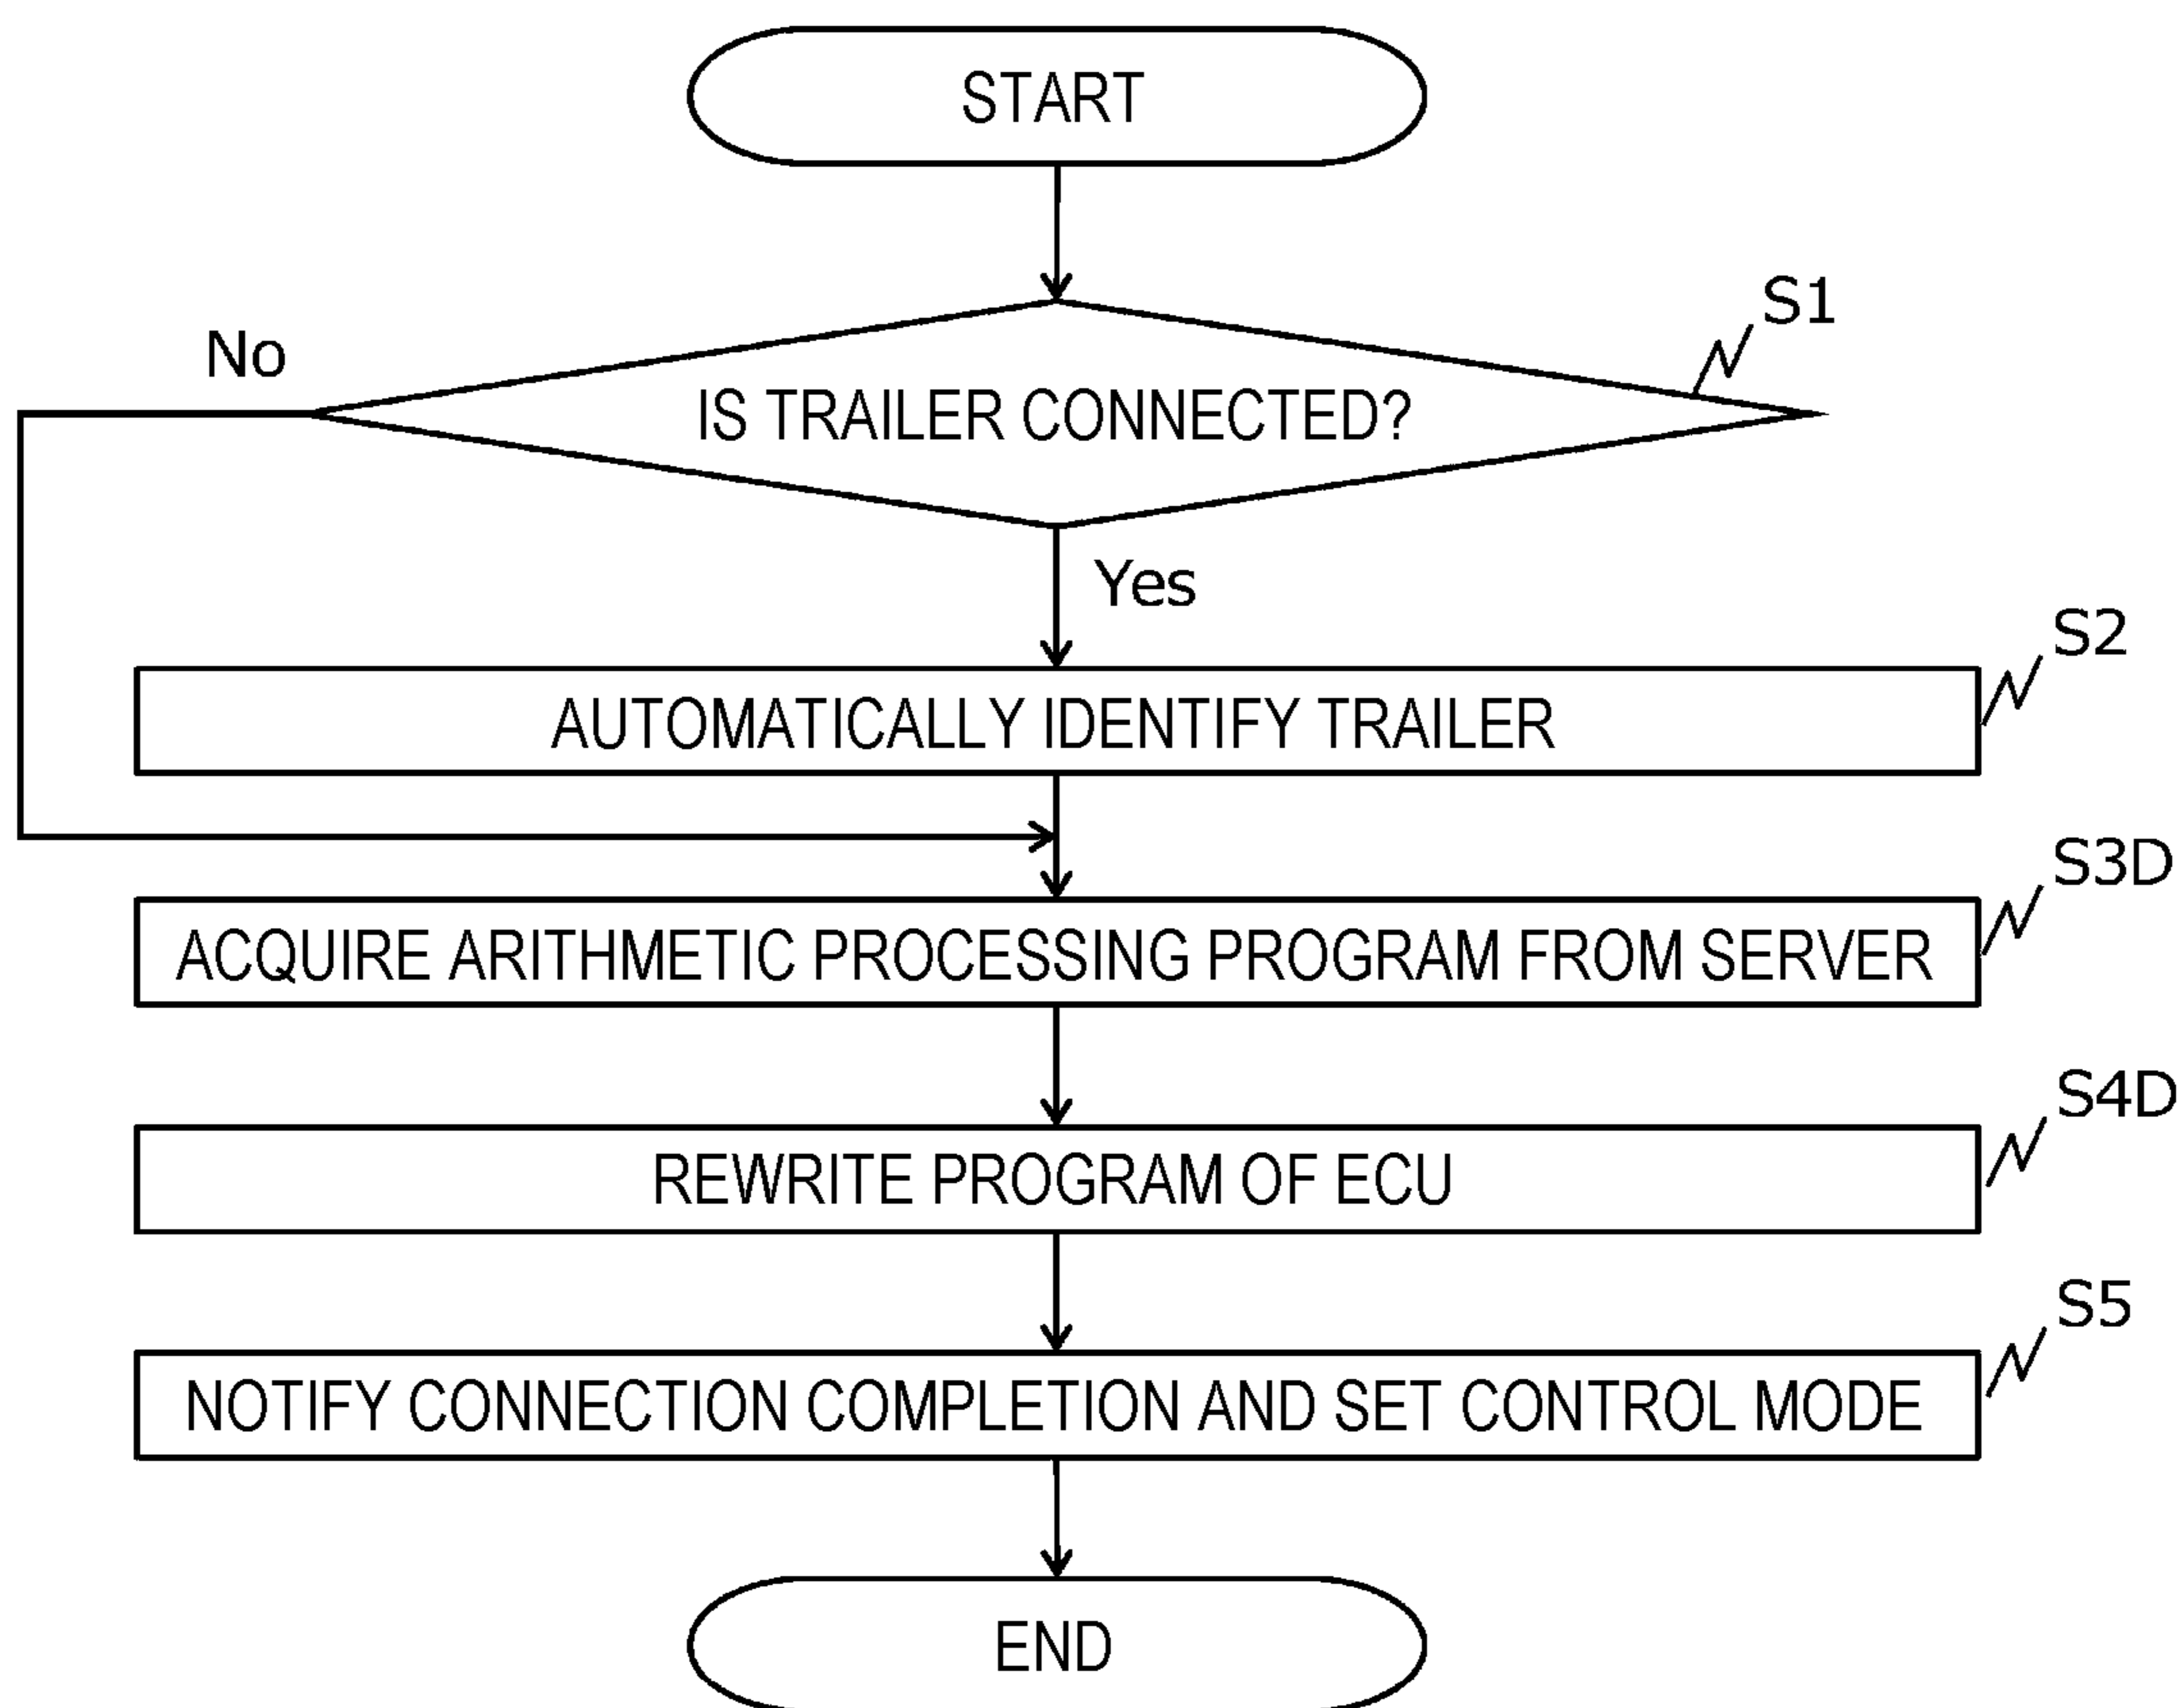 START
S1
No
IS TRAILER CONNECTED?
Yes
S2
AUTOMATICALLY IDENTIFY TRAILER
S3D
ACQUIRE ARITHMETIC PROCESSING PROGRAM FROM SERVER
S4D
REWRITE PROGRAM OF ECU
S5
NOTIFY CONNECTION COMPLETION AND SET CONTROL MODE
END